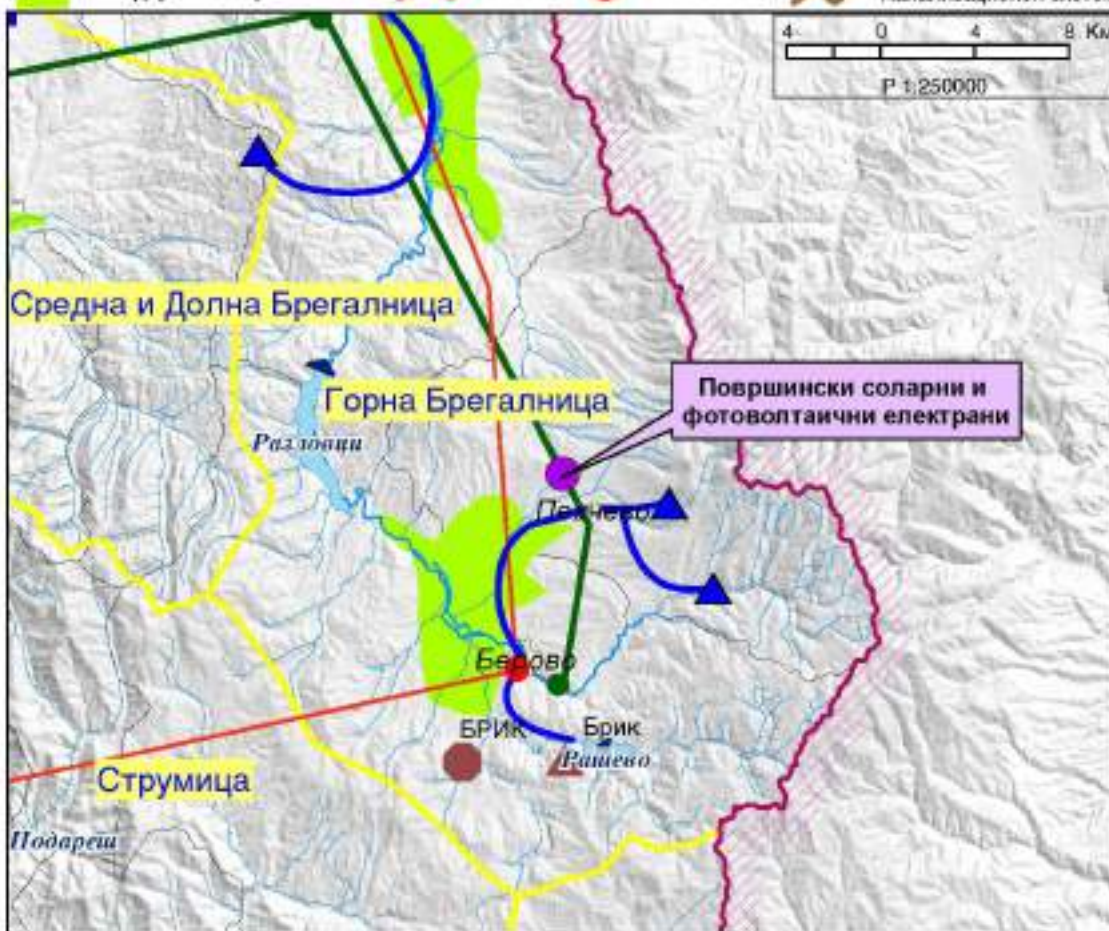 4 0 4 8 Км
Р 1:250000
Средна и Долна Брегалница
Горна Брегалница
Површински соларни и
фотоволтаични електрани
Разловци
Пехчево
Берово
БРИК
Брик
Рашево
Струмица
Подареш